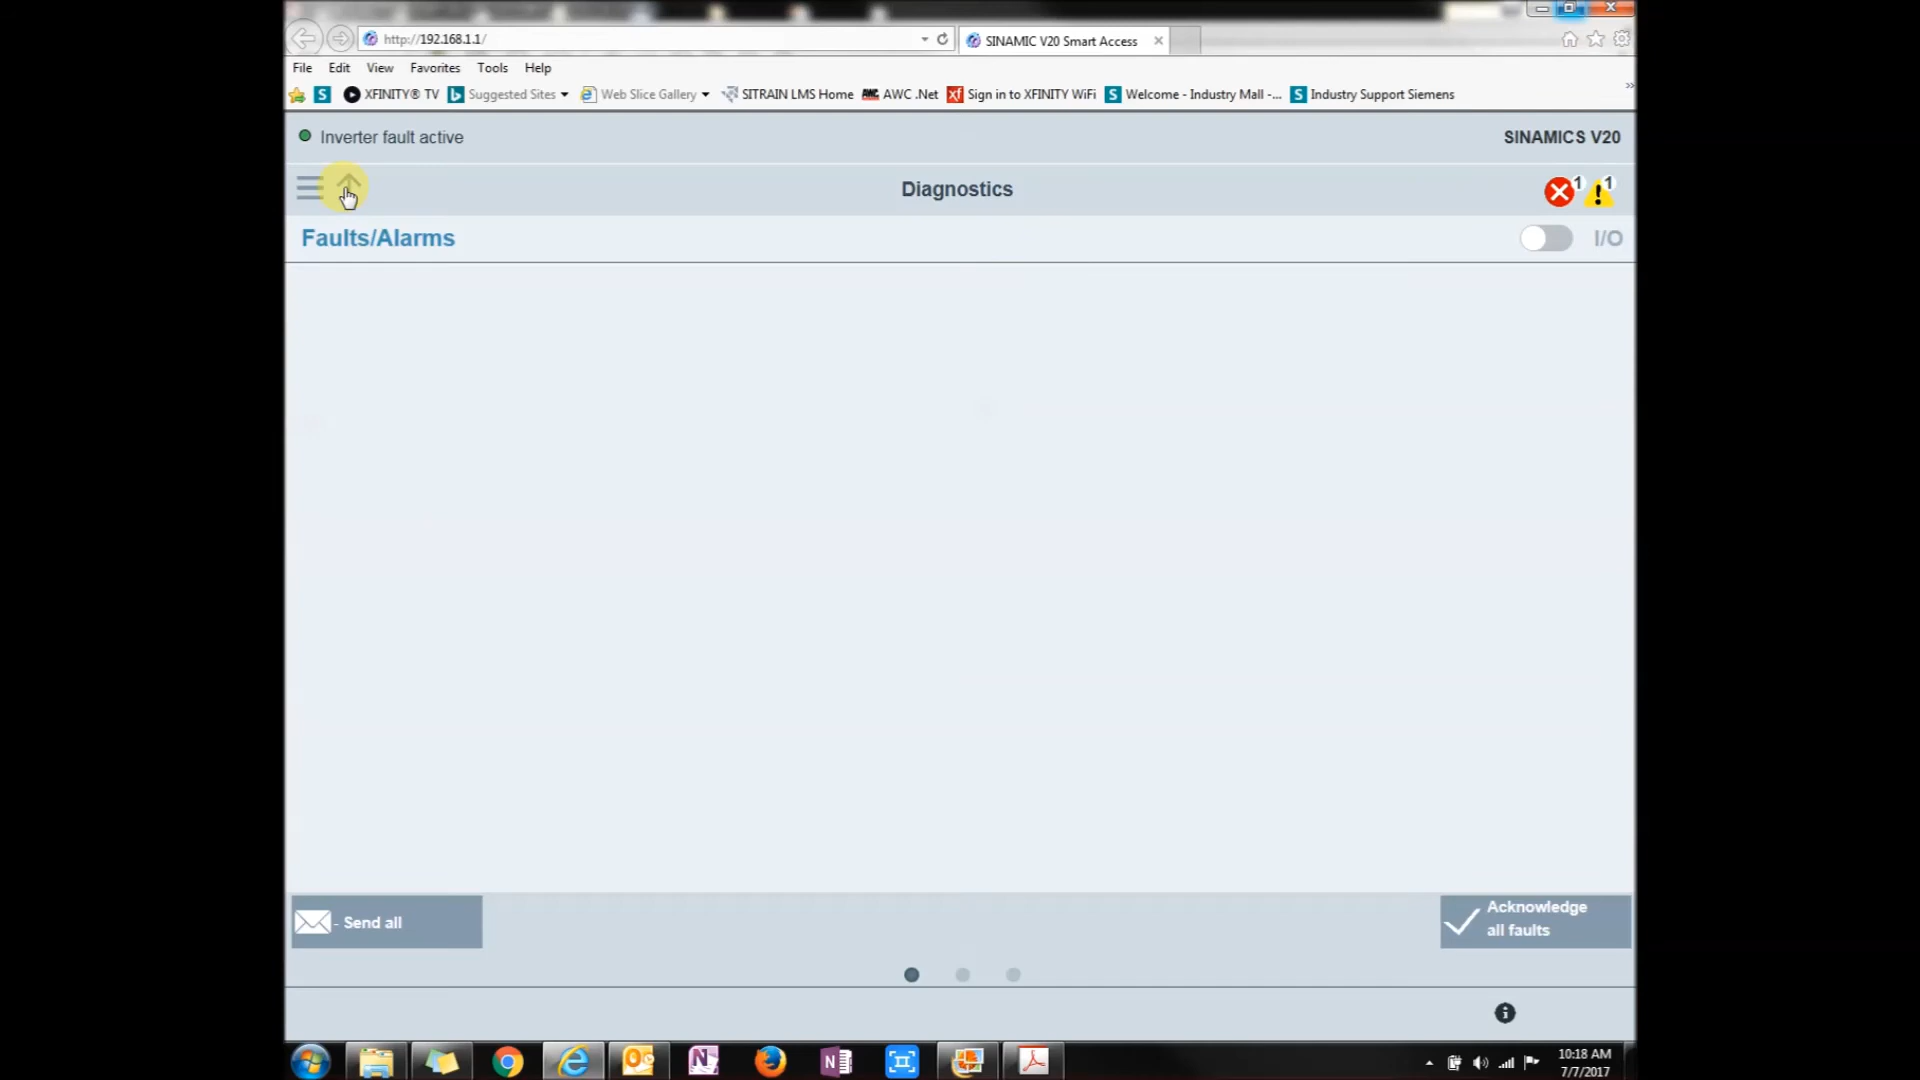 http://192.168.1.1/
SINAMIC V20 Smart Access
File Edit View Favorites Tools Help
XFINITY® TV Suggested Sites Web Slice Gallery SITRAIN LMS Home AWC .Net Sign in to XFINITY WiFi Welcome - Industry Mall -... Industry Support Siemens
Inverter fault active
SINAMICS V20
Diagnostics
1 1
Faults/Alarms
I/O
- Send all
Acknowledge
all faults
10:18 AM
7/7/2017